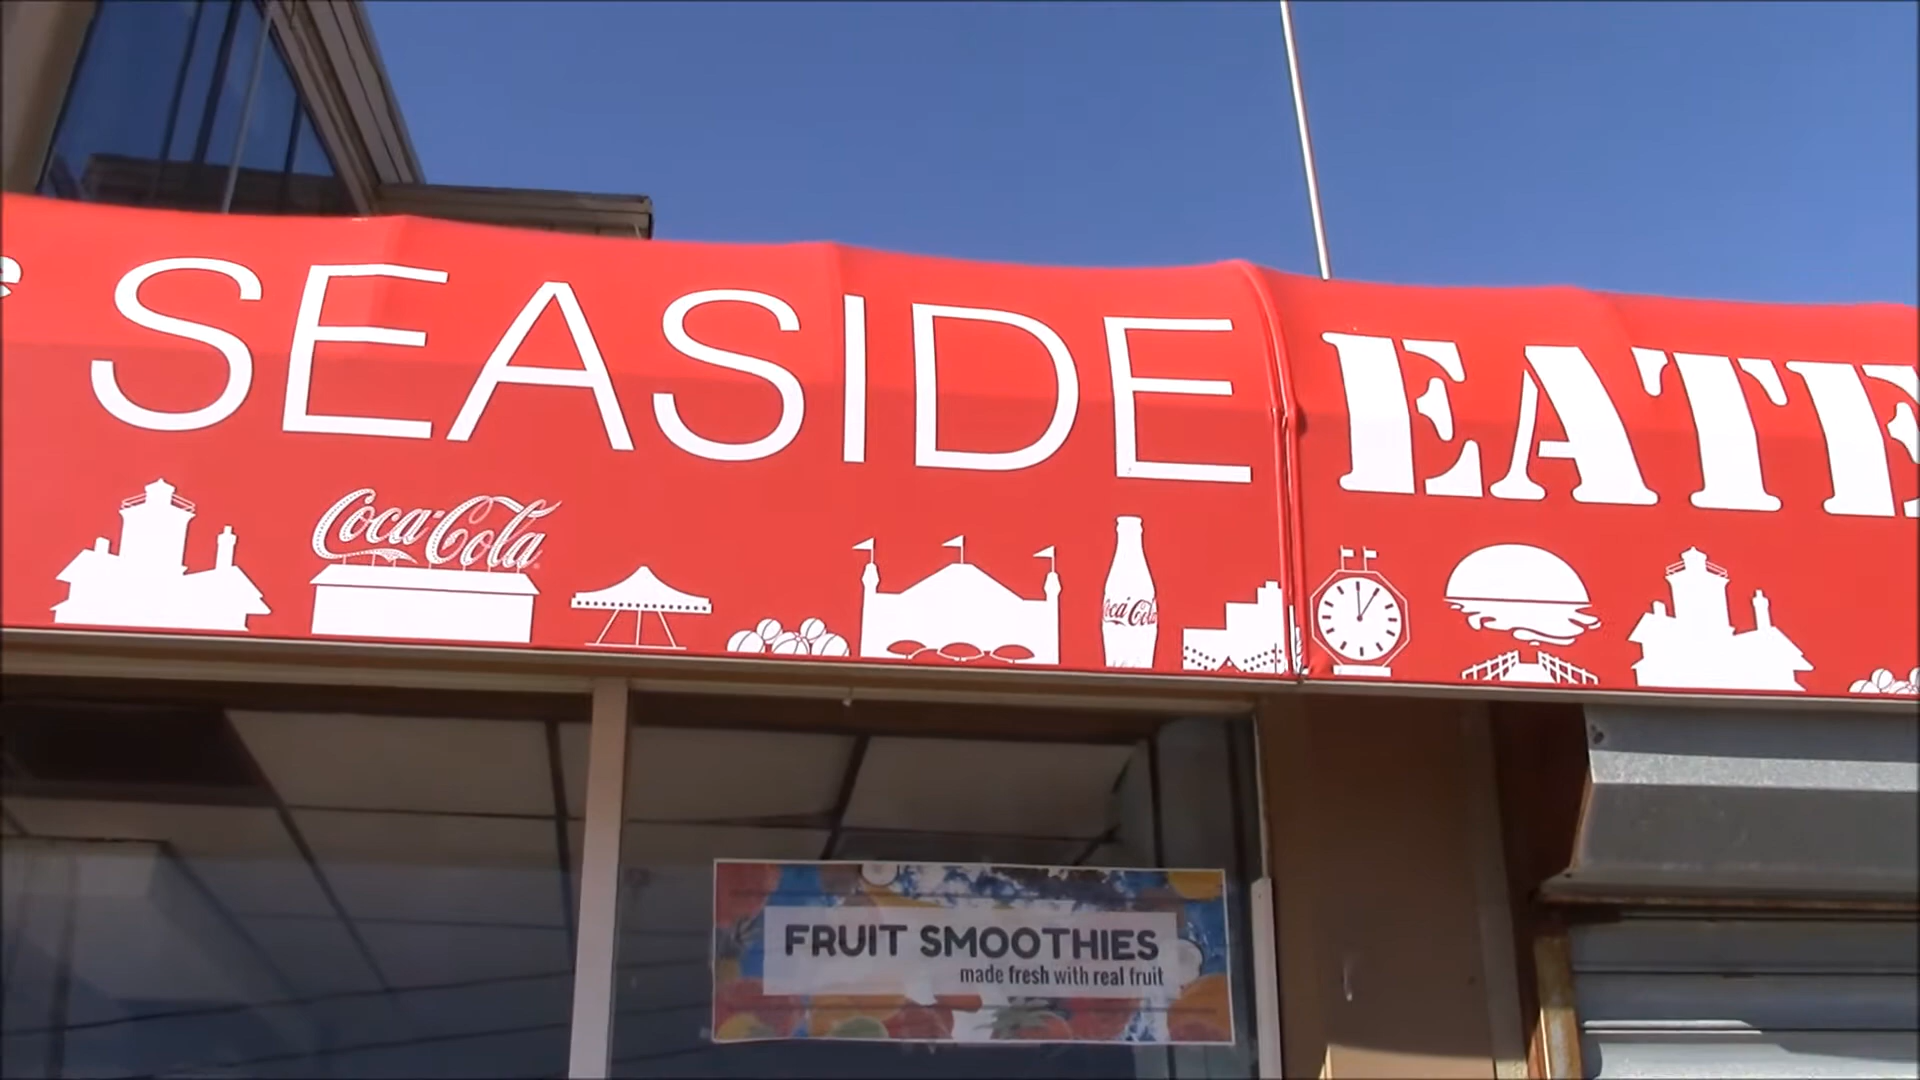 SEASIDE EATE
Coca-Cola
Coca-Cola
FRUIT SMOOTHIES
made fresh with real fruit